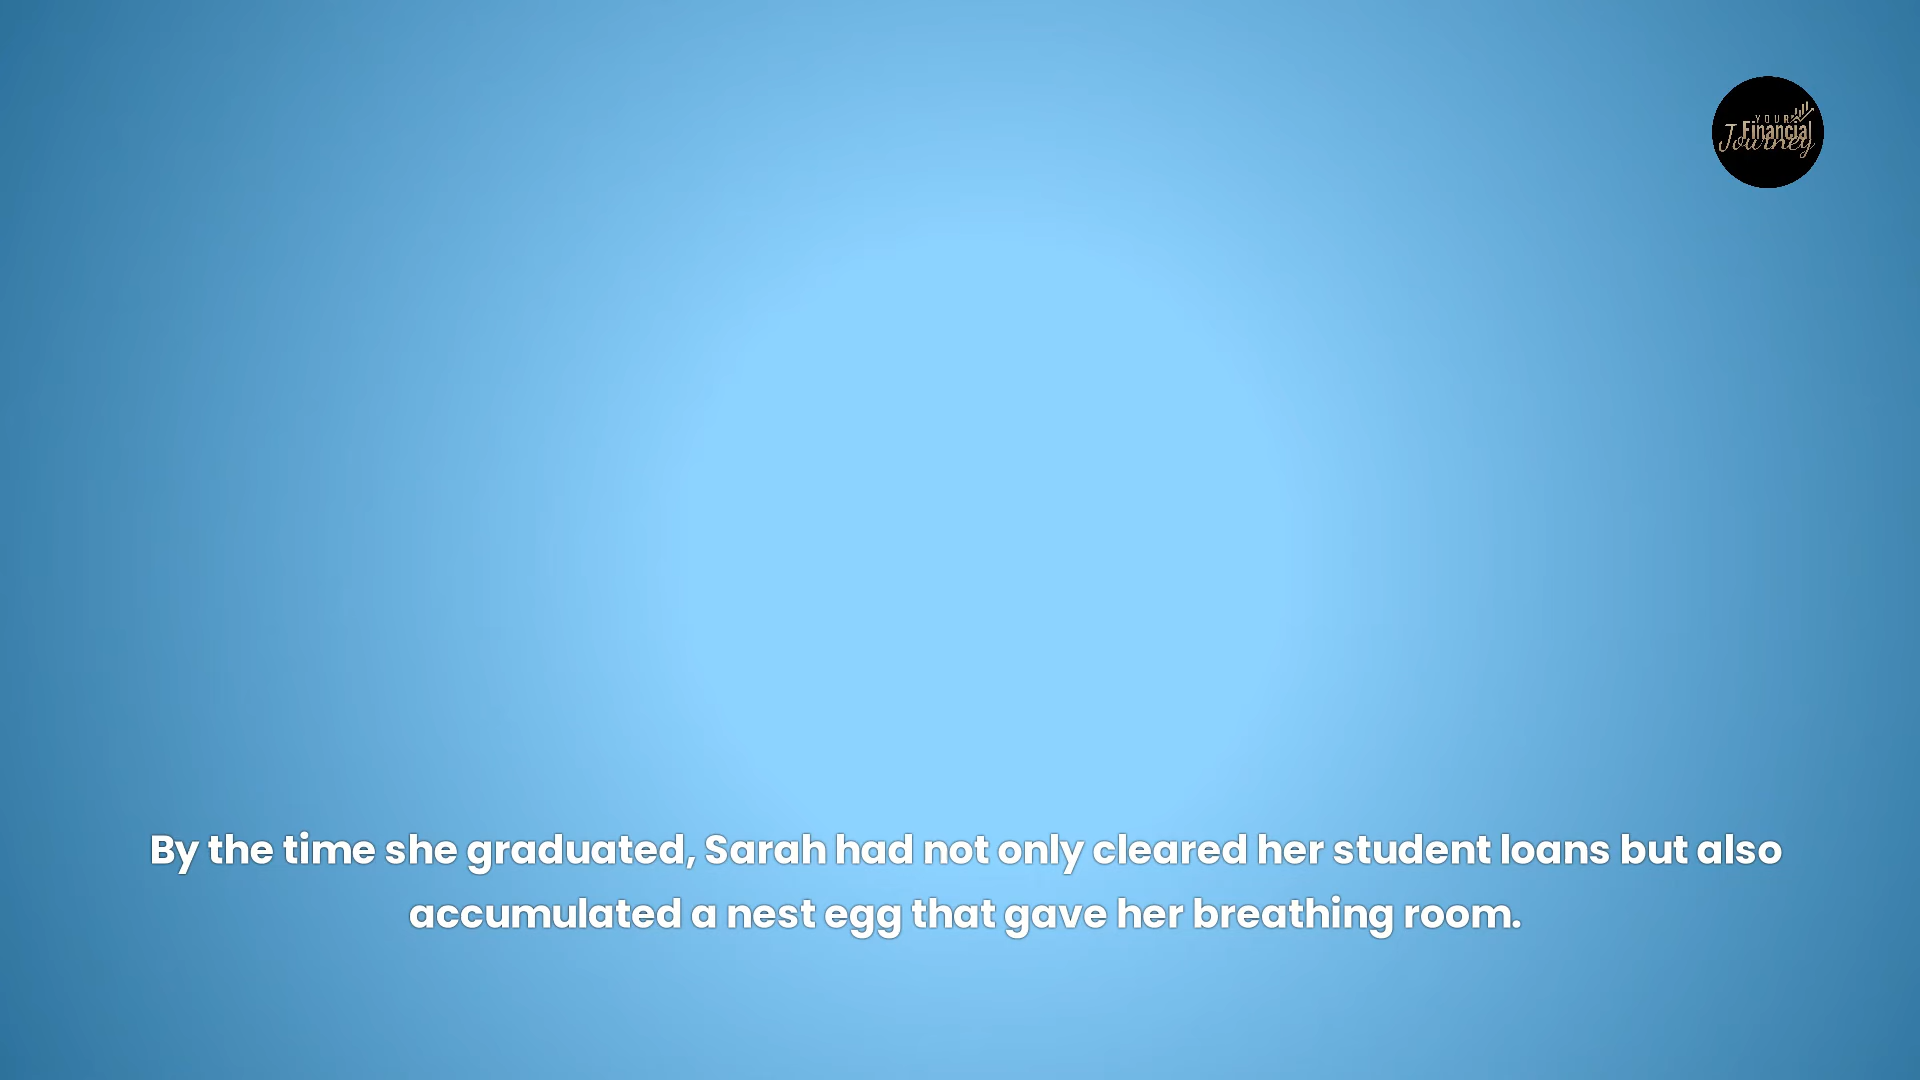 YOUR
Financial
Journey
By the time she graduated, Sarah had not only cleared her student loans but also
accumulated a nest egg that gave her breathing room.